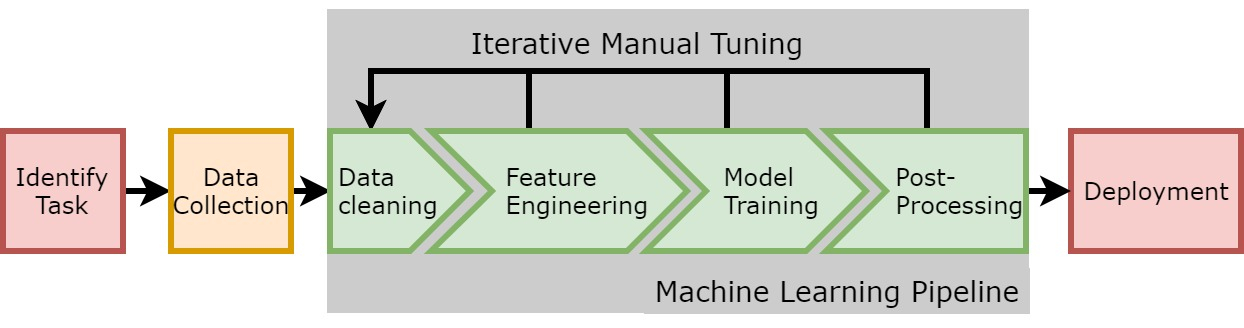 Iterative Manual Tuning
Identify
Task
Data
Collection
Data
cleaning
Feature
Engineering
Model
Training
Post-
Processing
Deployment
Machine Learning Pipeline